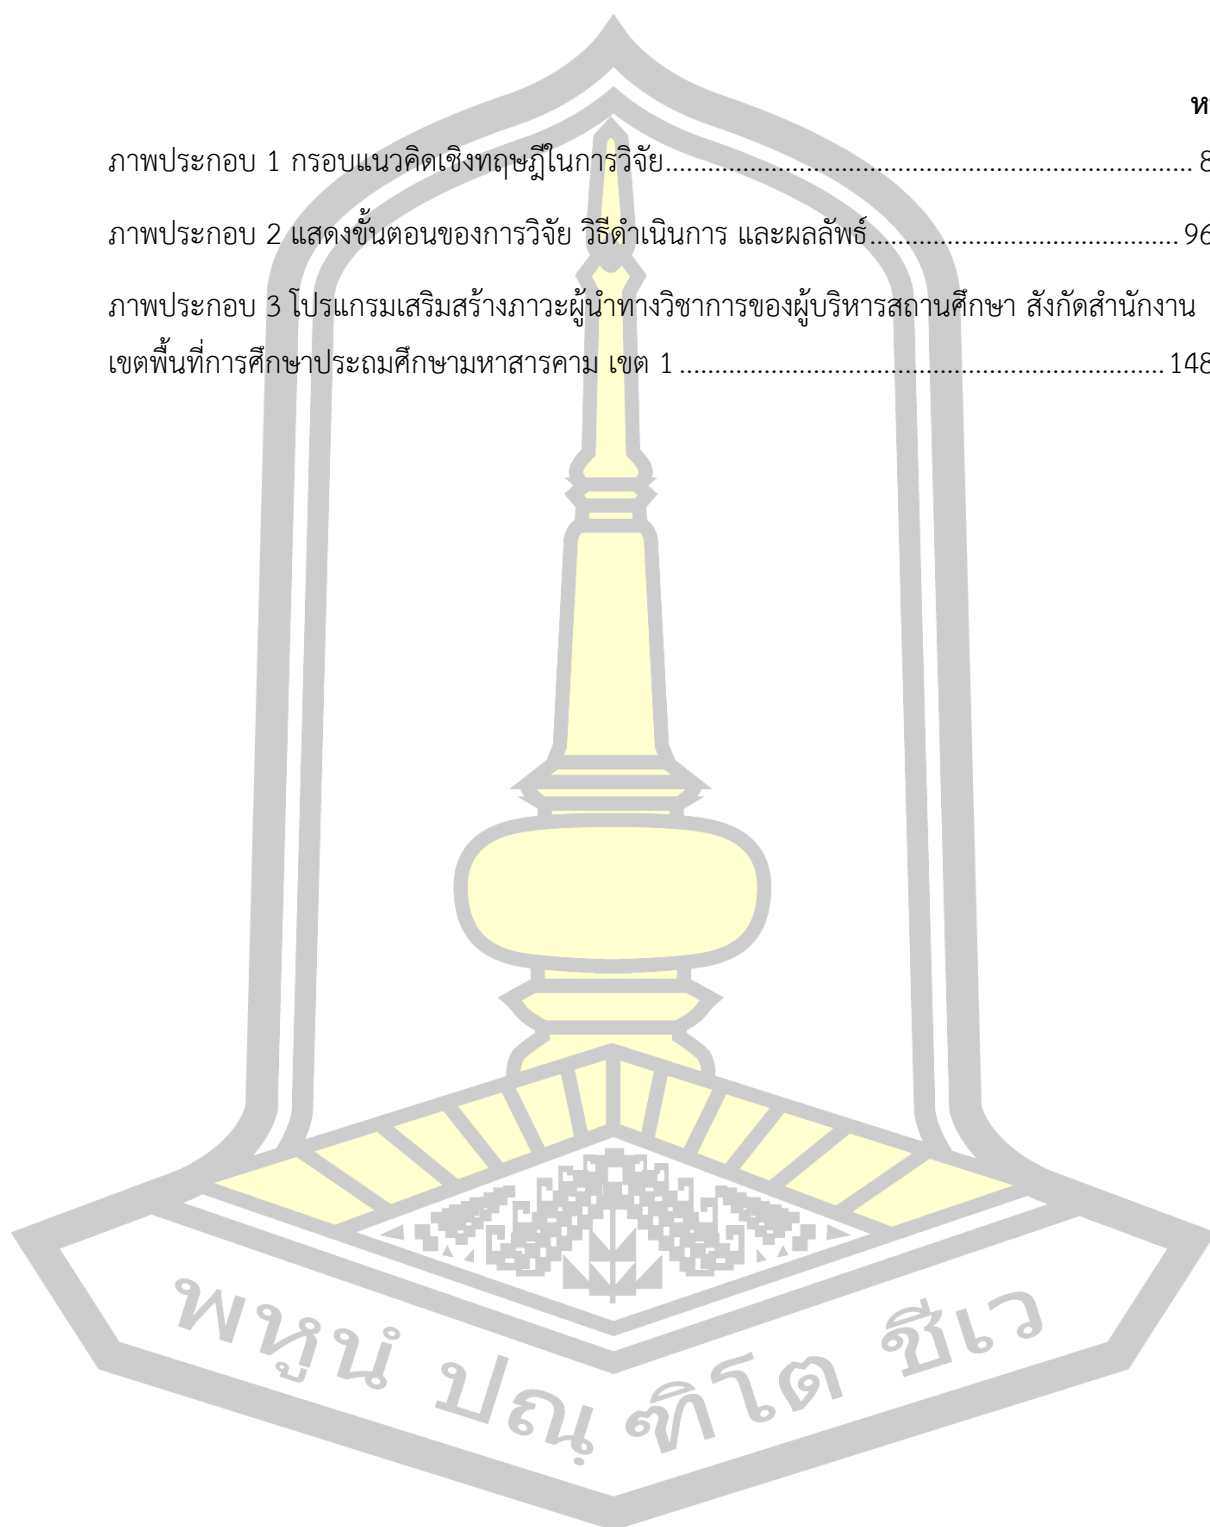 ภาพประกอบ 1 กรอบแนวคิดเชิงทฤษฎีในการวิจัย.......................................................................... 8
ภาพประกอบ 2 แสดงขั้นตอนของการวิจัย วิธีดำเนินการ และผลลัพธ์............................................ 96
ภาพประกอบ 3 โปรแกรมเสริมสร้างภาวะผู้นำทางวิชาการของผู้บริหารสถานศึกษา สังกัดสำนักงาน
เขตพื้นที่การศึกษาประถมศึกษามหาสารคาม เขต 1 .................................................................... 148
พหูนํ ปณฺฑิโต ชีเว